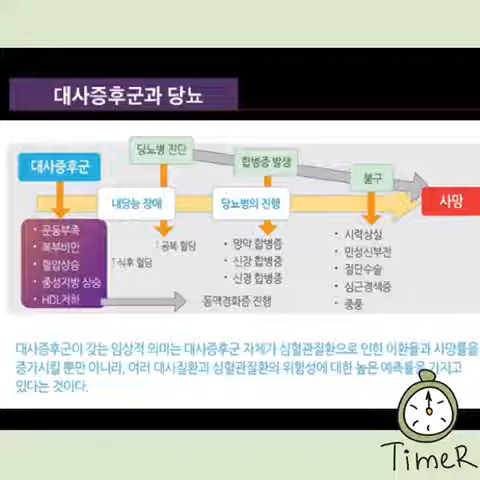 대사증후군과 당뇨
당뇨병 진단
합병증 발생
불구
대사증후군
내당능 장애
당뇨병의 진행
사망
• 운동부족
• 복부비만
• 혈압상승
• 중성지방 상승
• HDL저하
↑공복 혈당
↑식후 혈당
• 망막 합병증
• 신장 합병증
• 신경 합병증
• 시력상실
• 만성신부전
• 절단수술
• 심근경색증
• 중풍
동맥경화증 진행
대사증후군이 갖는 임상적 의미는 대사증후군 자체가 심혈관질환으로 인한 이환율과 사망률을
증가시킬 뿐만 아니라, 여러 대사질환과 심혈관질환의 위험성에 대한 높은 예측률을 가지고
있다는 것이다.
TimeR